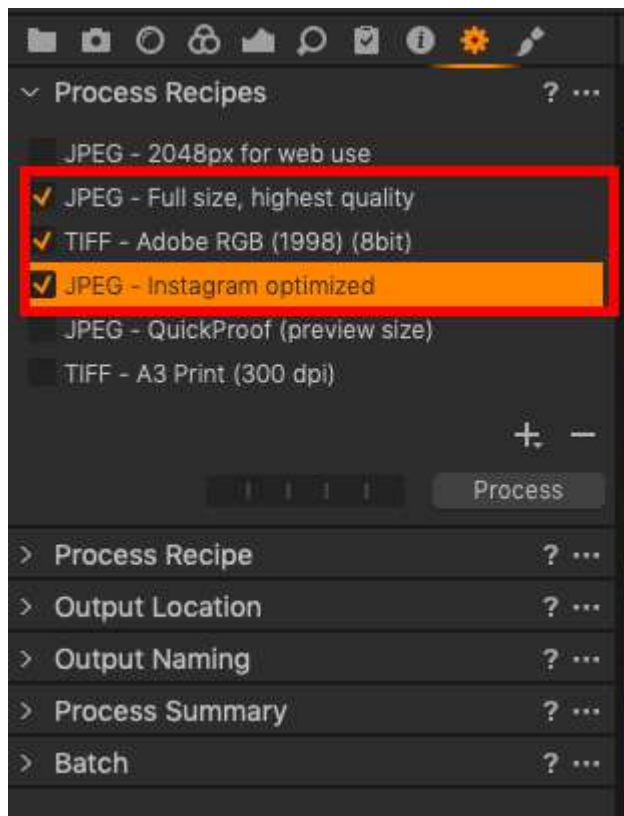 Process Recipes ? ...
JPEG - 2048px for web use
JPEG - Full size, highest quality
TIFF - Adobe RGB (1998) (8bit)
JPEG - Instagram optimized
JPEG - QuickProof (preview size)
TIFF - A3 Print (300 dpi)
Process
Process Recipe ? ...
Output Location ? ...
Output Naming ? ...
Process Summary ? ...
Batch ? ...